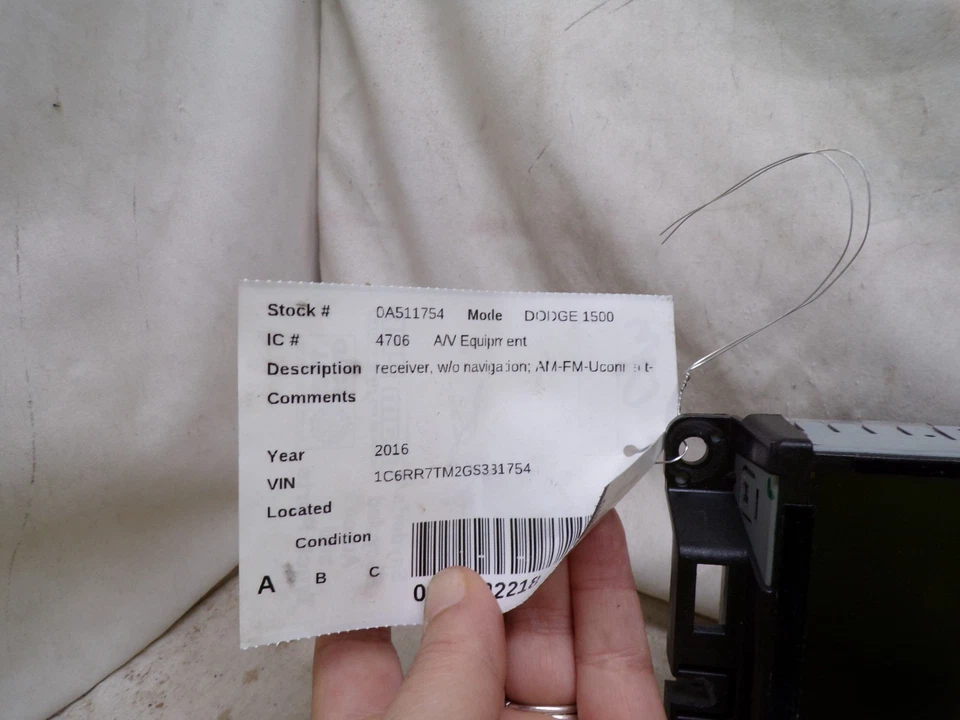 Stock # 0A511754 Mode DODGE 1500
IC # 4706 A/V Equipment
Description receiver, w/o navigation; AM-FM-Uconnect-
Comments
Year 2016
VIN 1C6RR7TM2GS331754
Located
Condition
A B C